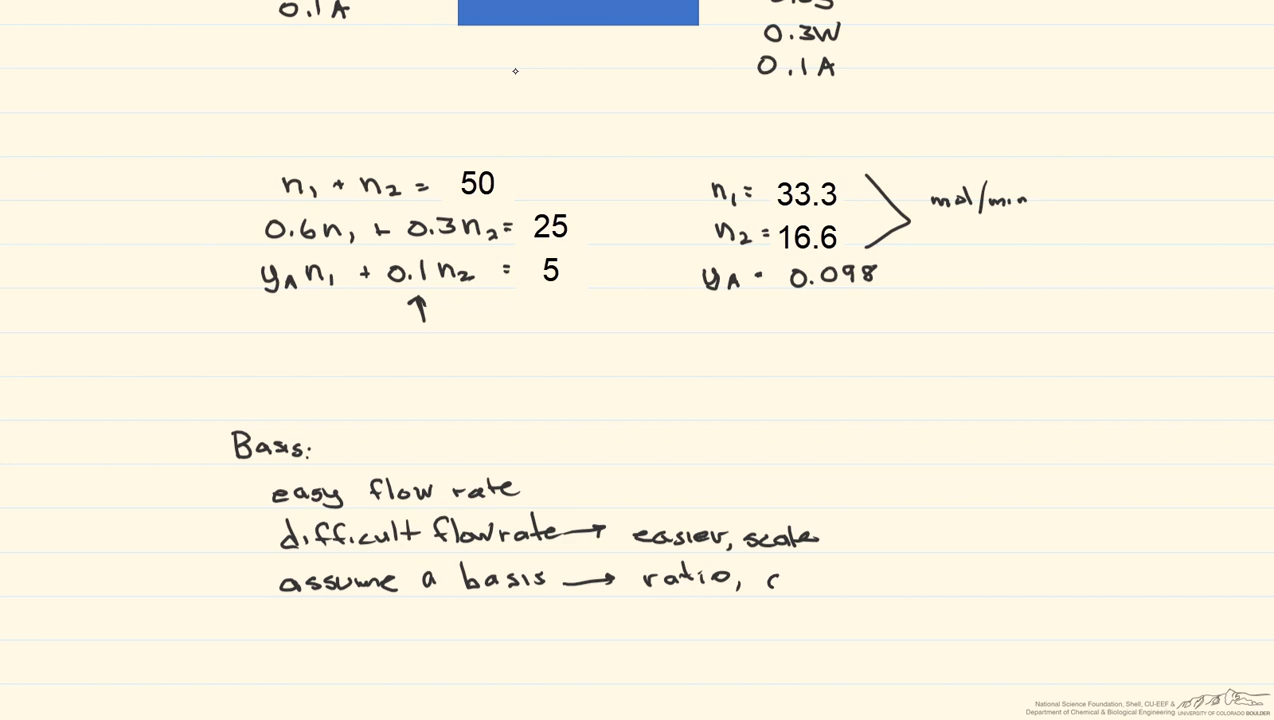 0.1A
0.3W
0.1A
n₁ + n₂ = 50
0.6n₁ + 0.3n₂ = 25
yₐn₁ + 0.1n₂ = 5
n₁ = 33.3
n₂ = 16.6
mol/min
yₐ = 0.098
Basis:
easy flow rate
difficult flowrate → easier, scale
assume a basis → ratio, c
National Science Foundation, Shell, CU-EEF &
Department of Chemical & Biological Engineering UNIVERSITY OF COLORADO BOULDER